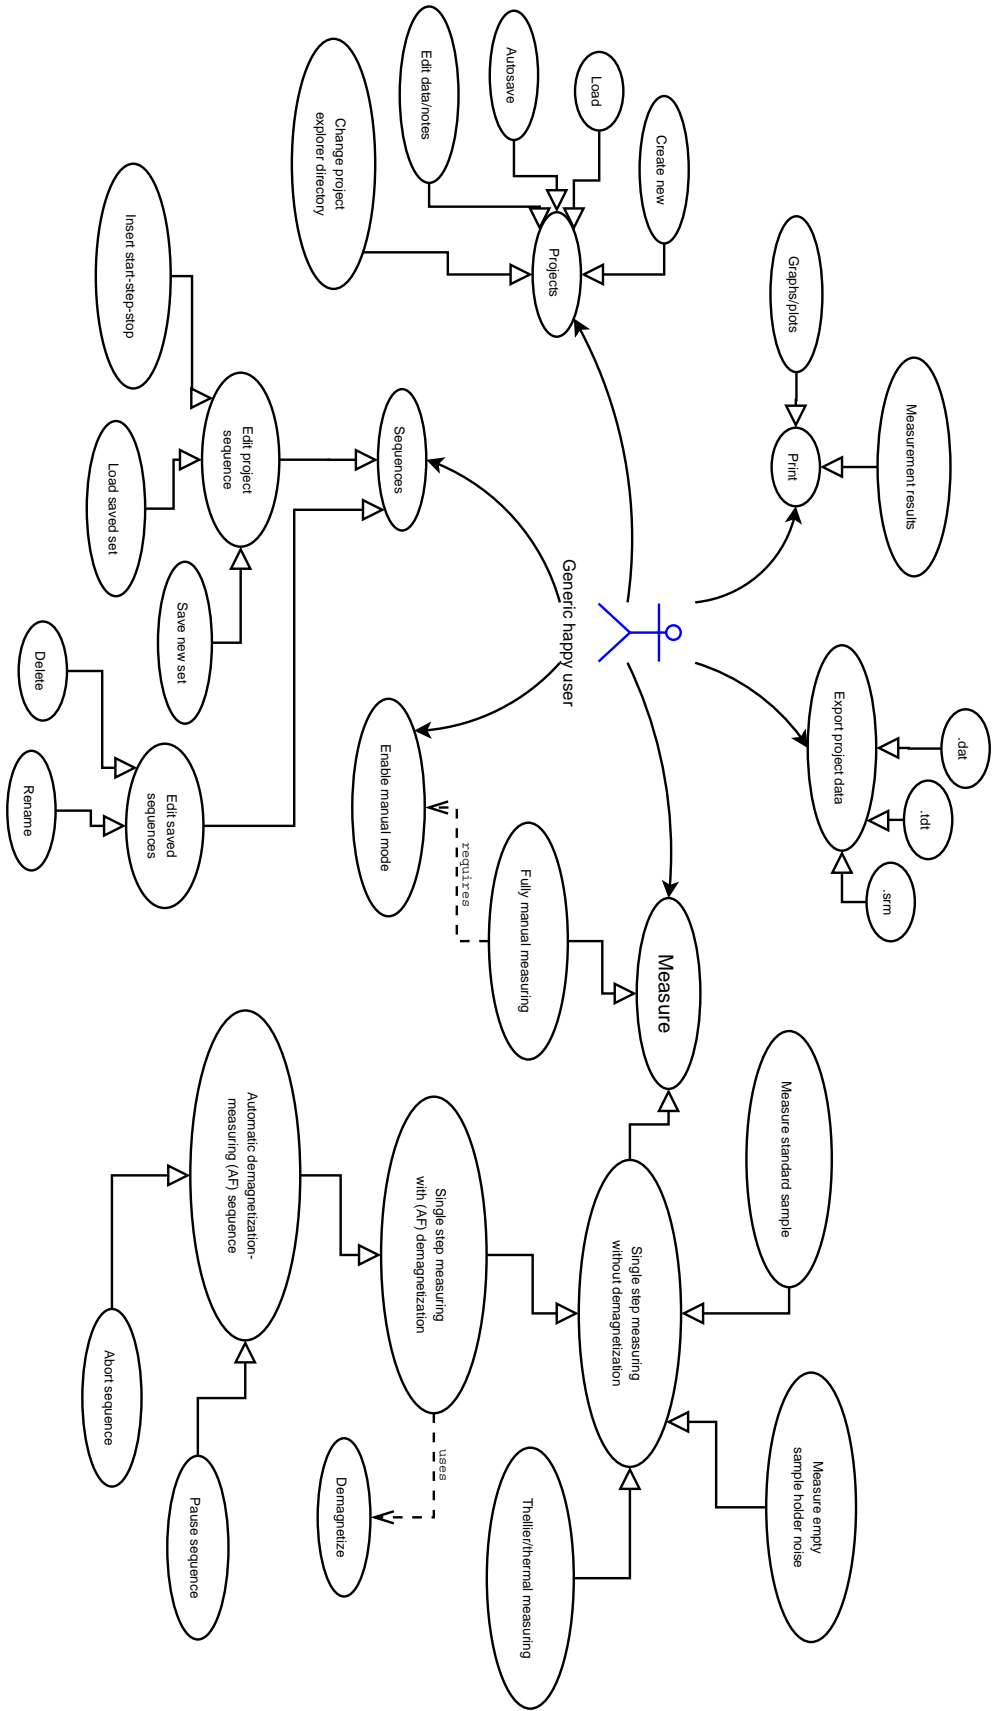 Measurement results
Graphs/plots
Print
Create new
Load
Autosave
Edit data/notes
Change project
explorer directory
Projects
.dat
.tdt
.srm
Export project data
Generic happy user
Sequences
Insert start-step-stop
Edit project
sequence
Load saved set
Save new set
Delete
Rename
Edit saved
sequences
Enable manual mode
requires
Fully manual measuring
Measure
Measure standard sample
Measure empty
sample holder noise
Single step measuring
without demagnetization
Thellier/thermal measuring
Single step measuring
with (AF) demagnetization
uses
Demagnetize
Automatic demagnetization-
measuring (AF) sequence
Abort sequence
Pause sequence